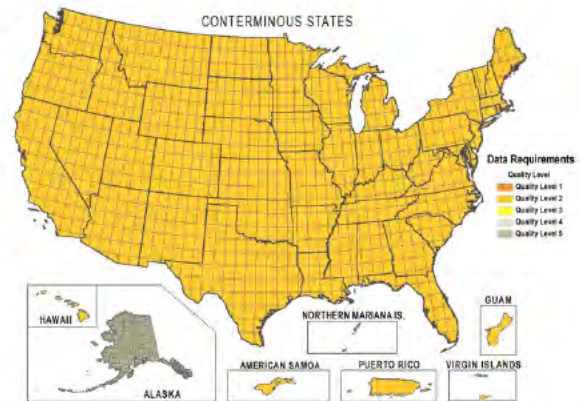 CONTERMINOUS STATES
Data Requirements
Quality Level
Quality Level 1
Quality Level 2
Quality Level 3
Quality Level 4
Quality Level 5
HAWAII
ALASKA
NORTHERN MARIANA IS.
GUAM
AMERICAN SAMOA
PUERTO RICO
VIRGIN ISLANDS